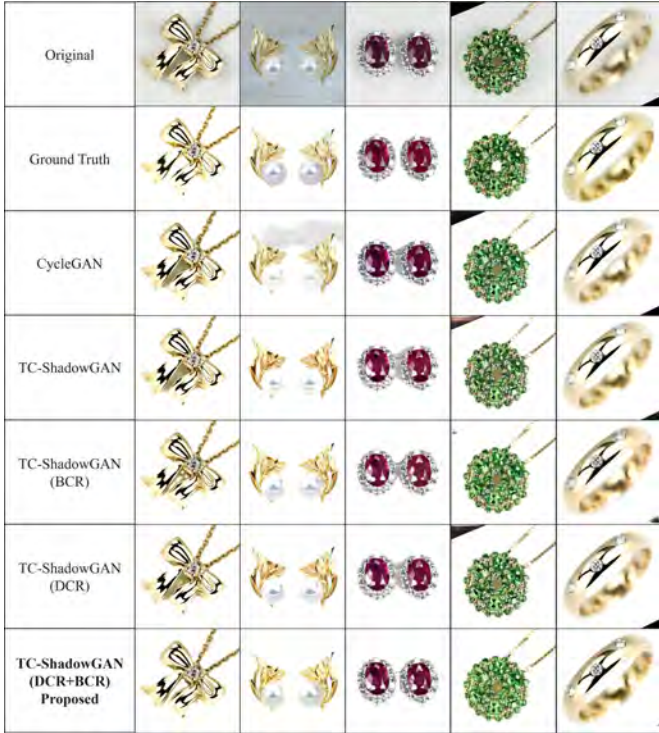 Original
Ground Truth
CycleGAN
TC-ShadowGAN
TC-ShadowGAN
(BCR)
TC-ShadowGAN
(DCR)
TC-ShadowGAN
(DCR+BCR)
Proposed